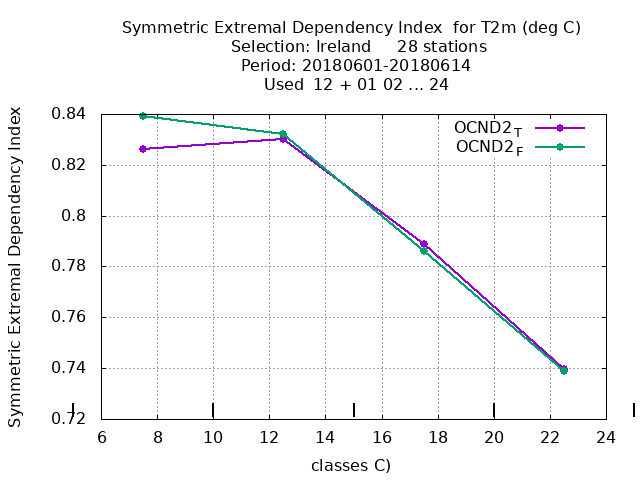 Symmetric Extremal Dependency Index  for T2m (deg C)
Selection: Ireland     28 stations
Period: 20180601-20180614
Used  12 + 01 02 ... 24
Symmetric Extremal Dependency Index
OCND2T
OCND2F
0.84
0.82
0.8
0.78
0.76
0.74
0.72
6 8 10 12 14 16 18 20 22 24
classes C)